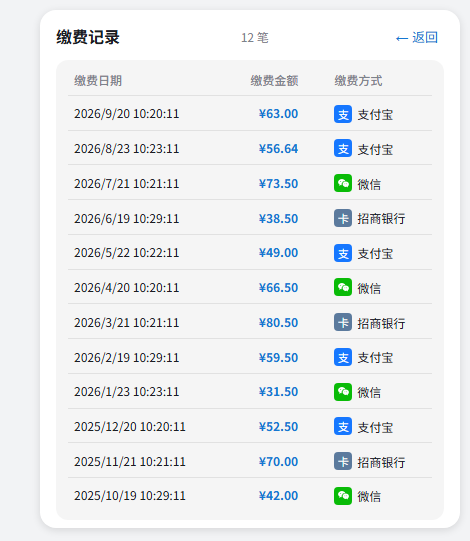 缴费记录 12 笔 ← 返回
缴费日期 缴费金额 缴费方式
2026/9/20 10:20:11 ¥63.00 支 支付宝
2026/8/23 10:23:11 ¥56.64 支 支付宝
2026/7/21 10:21:11 ¥73.50 微信
2026/6/19 10:29:11 ¥38.50 卡 招商银行
2026/5/22 10:22:11 ¥49.00 支 支付宝
2026/4/20 10:20:11 ¥66.50 微信
2026/3/21 10:21:11 ¥80.50 卡 招商银行
2026/2/19 10:29:11 ¥59.50 支 支付宝
2026/1/23 10:23:11 ¥31.50 微信
2025/12/20 10:20:11 ¥52.50 支 支付宝
2025/11/21 10:21:11 ¥70.00 卡 招商银行
2025/10/19 10:29:11 ¥42.00 微信